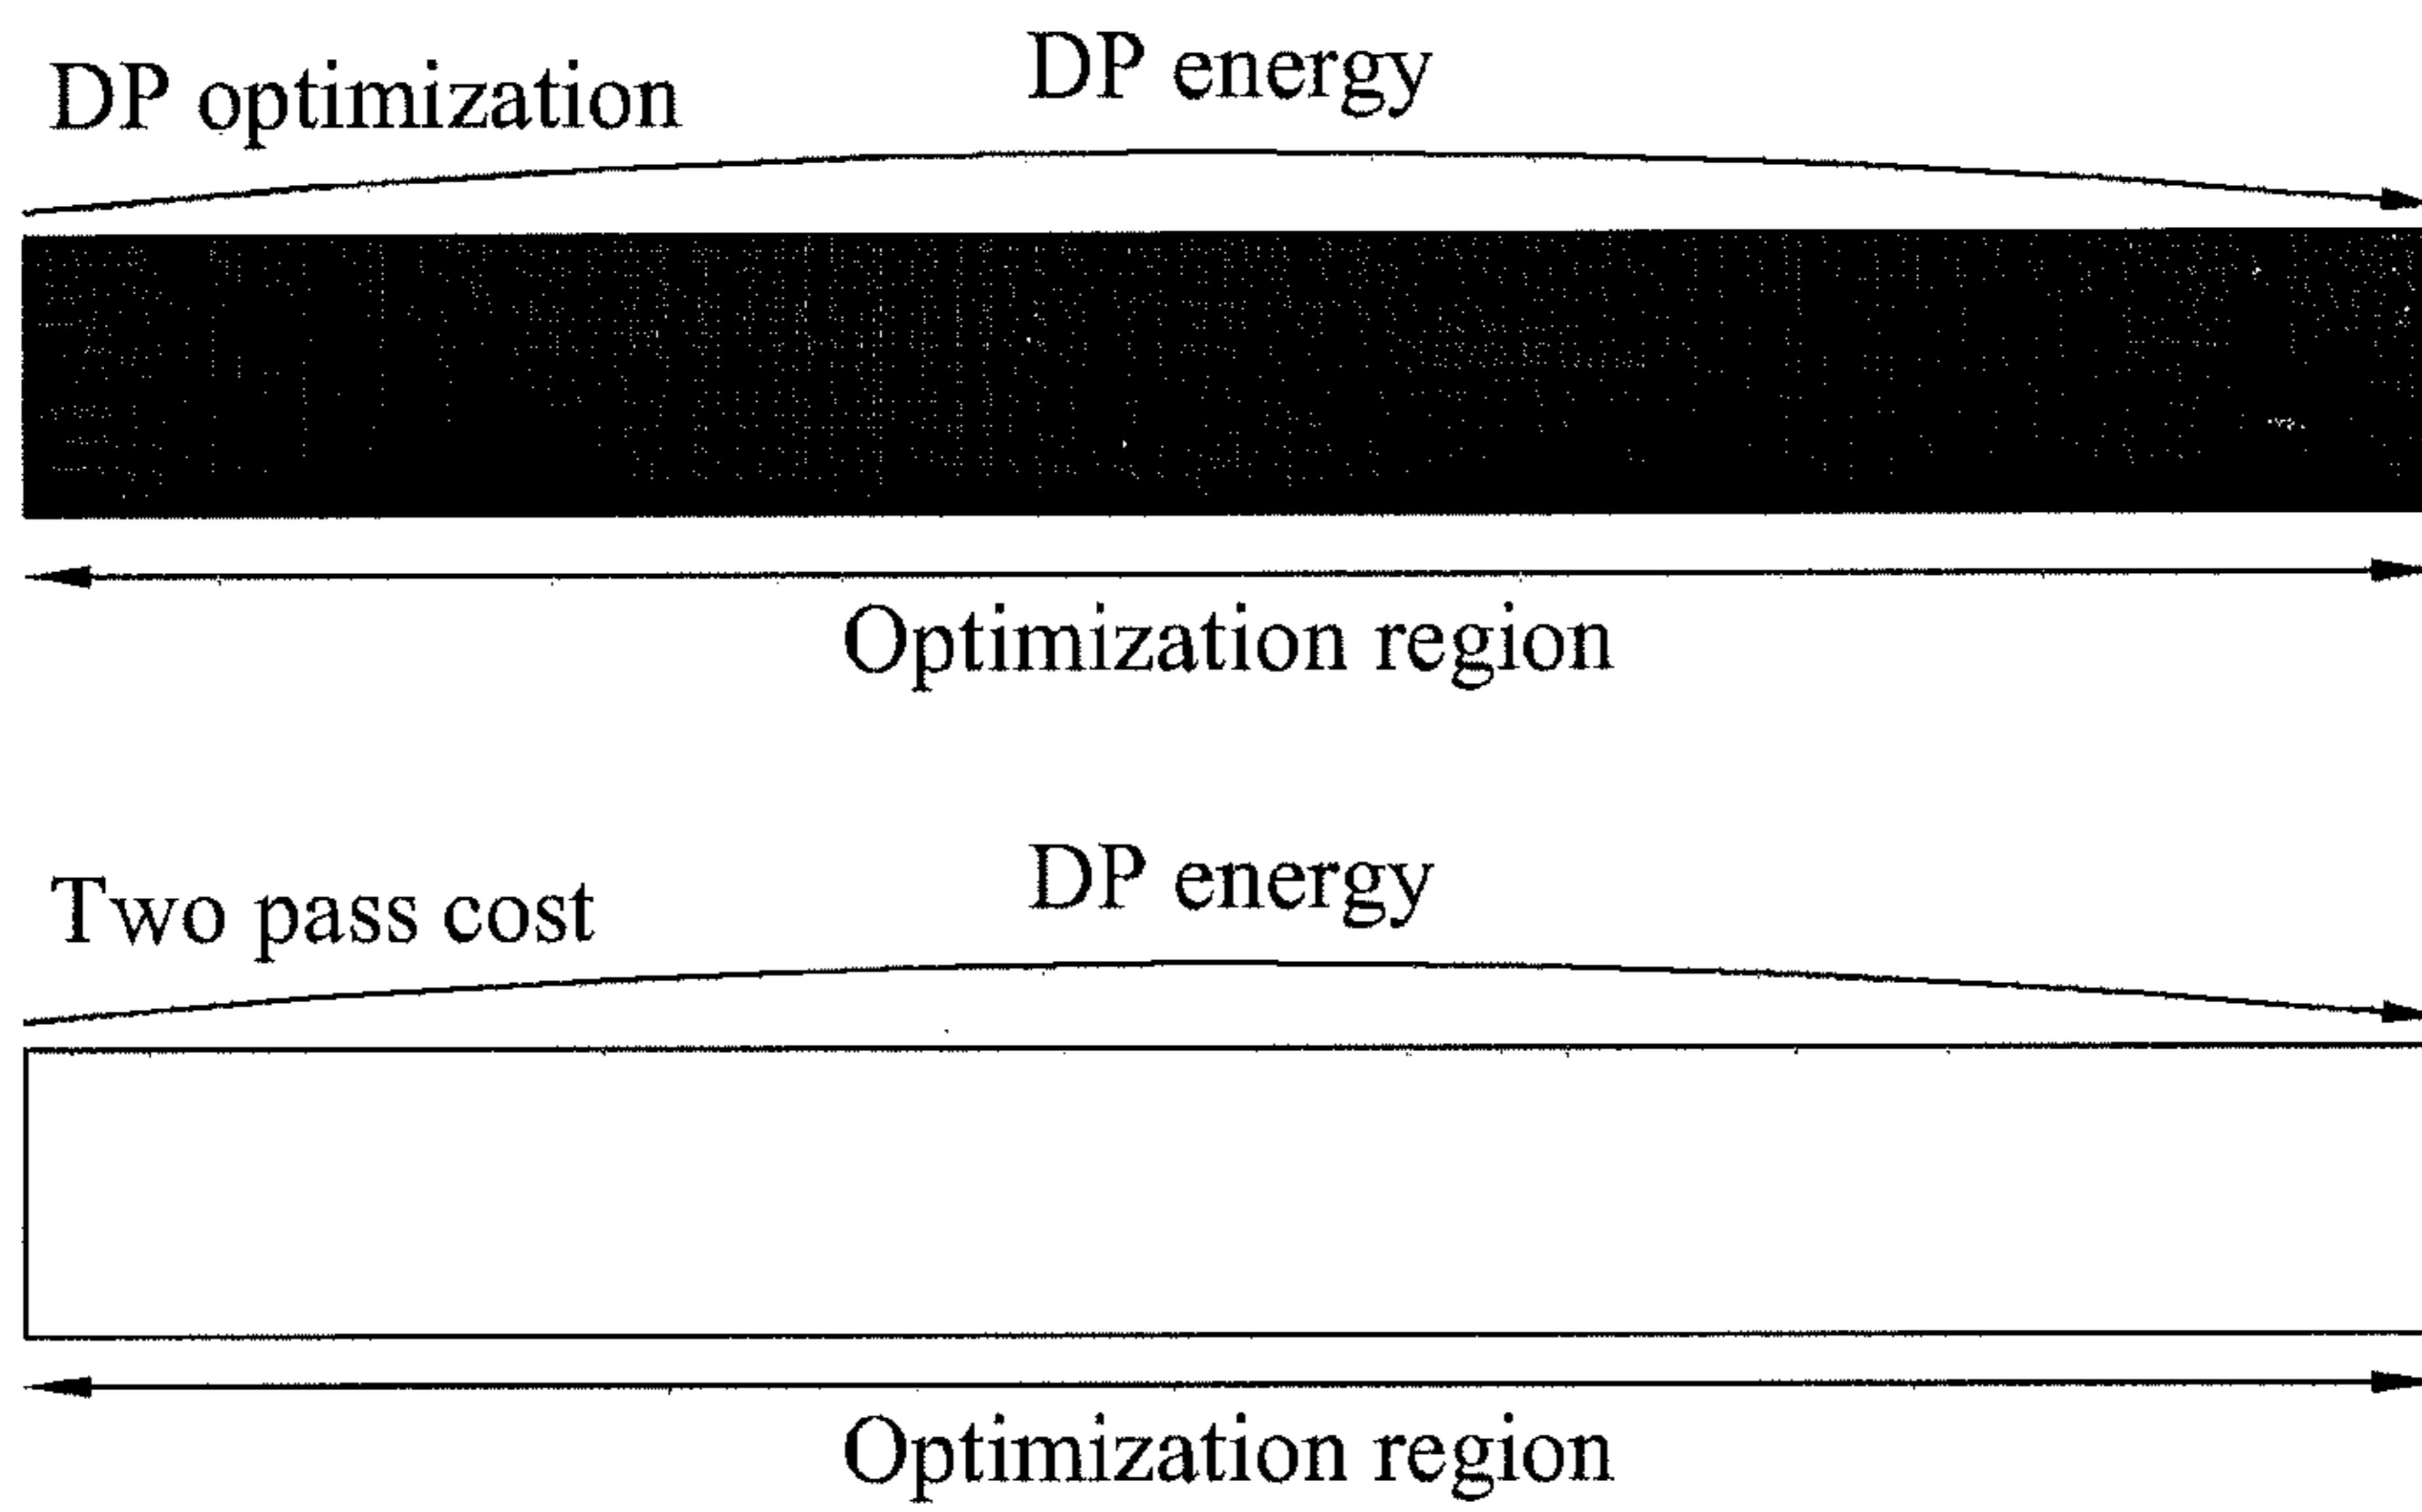 DP optimization
DP energy
Optimization region
Two pass cost
DP energy
Optimization region